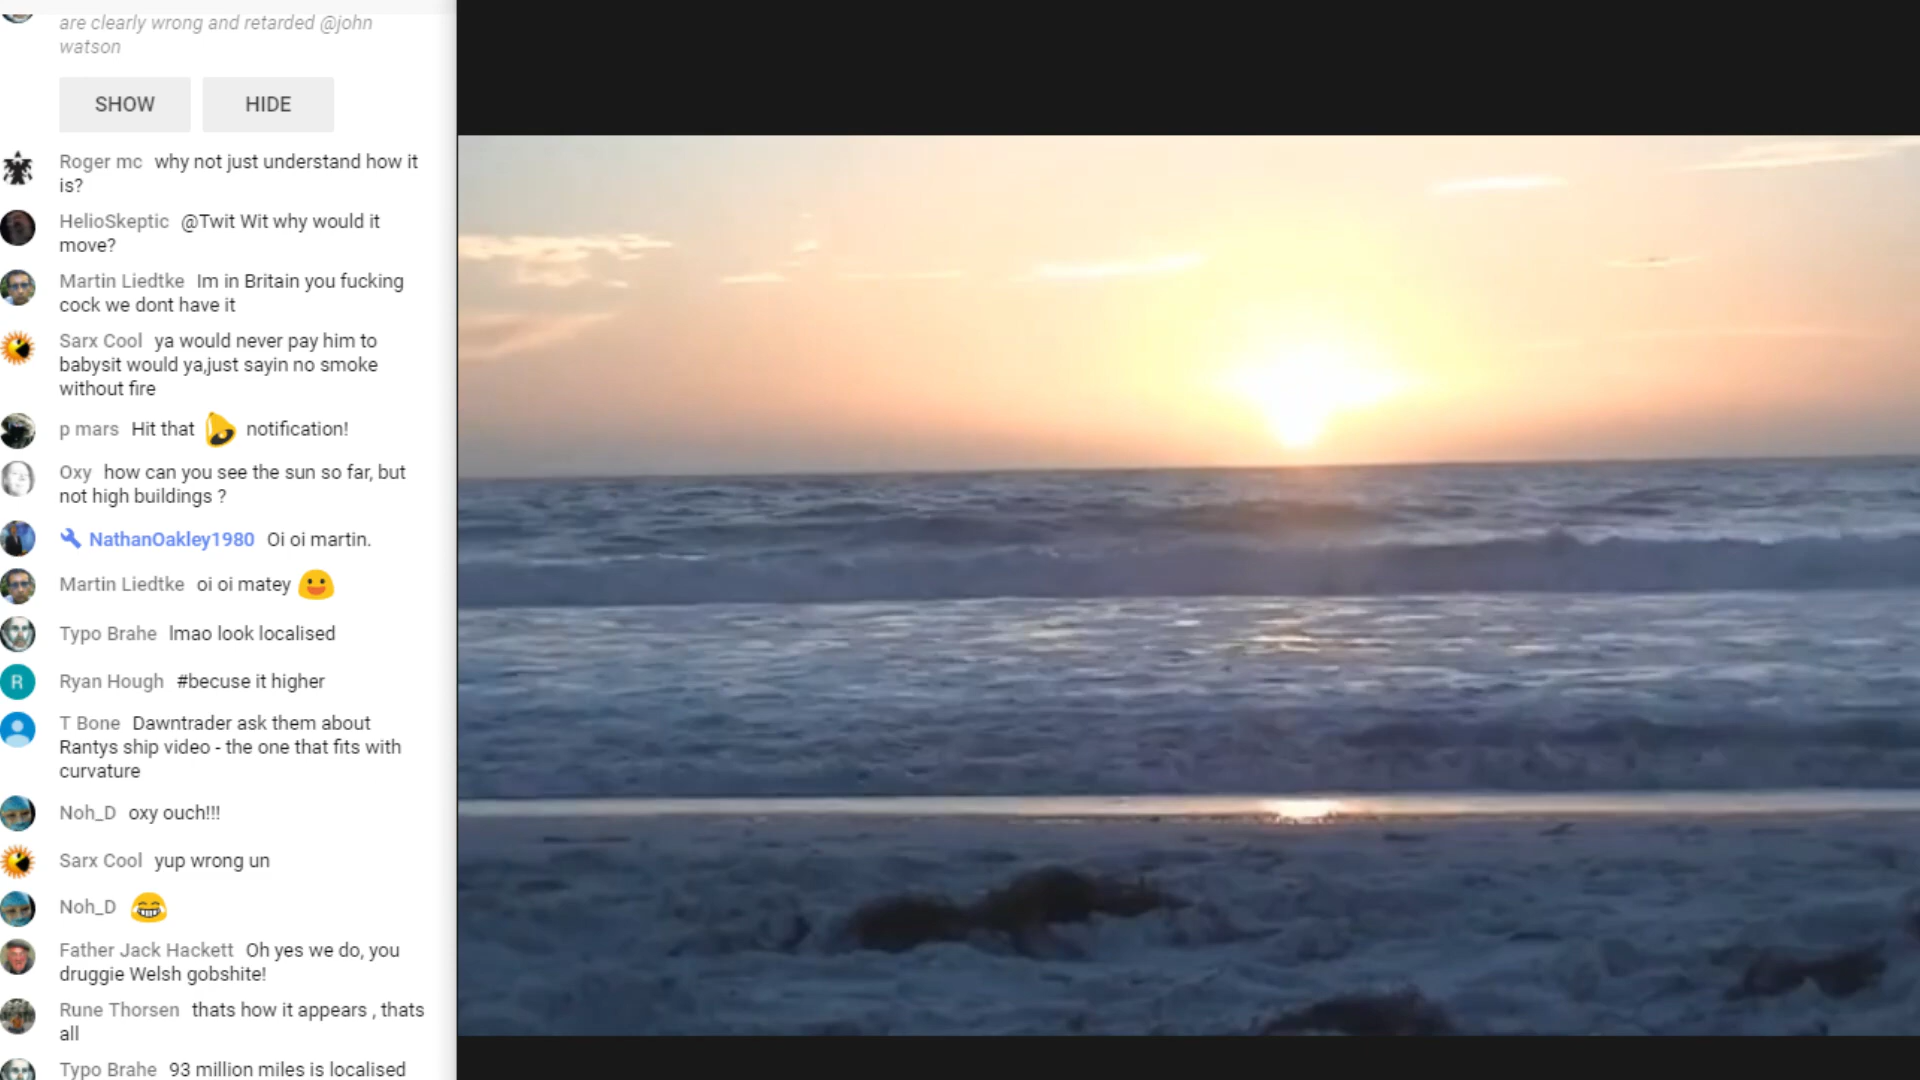 are clearly wrong and retarded @john
watson
SHOW HIDE
Roger mc why not just understand how it
is?
HelioSkeptic @Twit Wit why would it
move?
Martin Liedtke Im in Britain you fucking
cock we dont have it
Sarx Cool ya would never pay him to
babysit would ya,just sayin no smoke
without fire
p mars Hit that notification!
Oxy how can you see the sun so far, but
not high buildings ?
NathanOakley1980 Oi oi martin.
Martin Liedtke oi oi matey
Typo Brahe lmao look localised
R Ryan Hough #becuse it higher
T Bone Dawntrader ask them about
Rantys ship video - the one that fits with
curvature
Noh_D oxy ouch!!!
Sarx Cool yup wrong un
Noh_D
Father Jack Hackett Oh yes we do, you
druggie Welsh gobshite!
Rune Thorsen thats how it appears , thats
all
Typo Brahe 93 million miles is localised